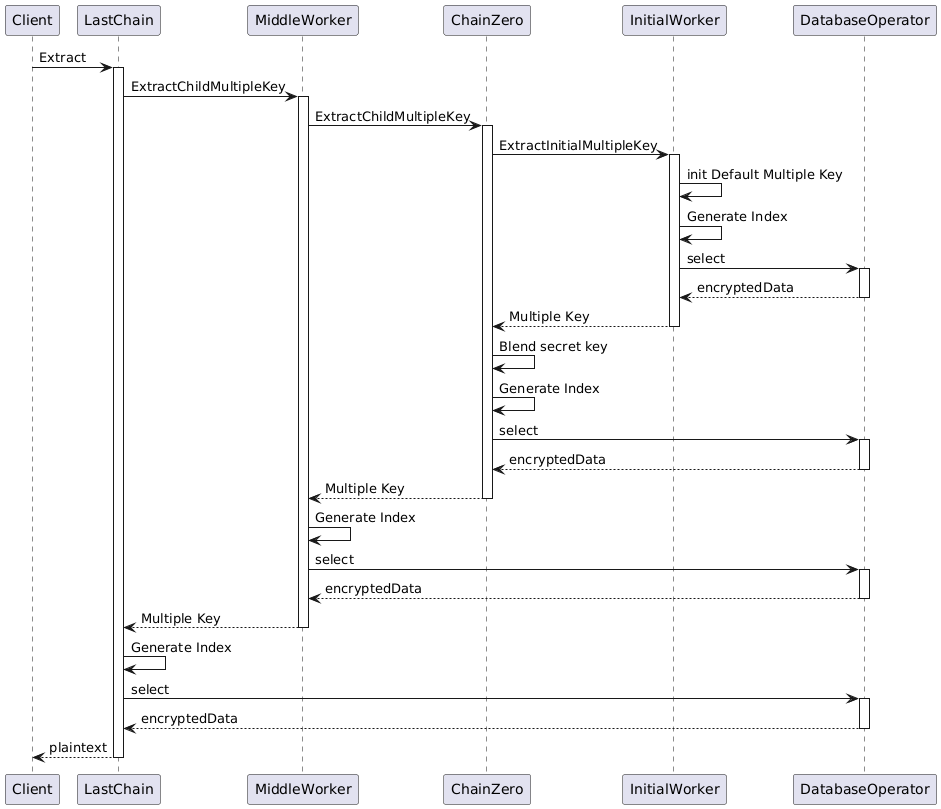 Client LastChain MiddleWorker ChainZero InitialWorker DatabaseOperator
Extract
ExtractChildMultipleKey
ExtractChildMultipleKey
ExtractInitialMultipleKey
init Default Multiple Key
Generate Index
select
encryptedData
Multiple Key
Blend secret key
Generate Index
select
encryptedData
Multiple Key
Generate Index
select
encryptedData
Multiple Key
Generate Index
select
encryptedData
plaintext
Client LastChain MiddleWorker ChainZero InitialWorker DatabaseOperator